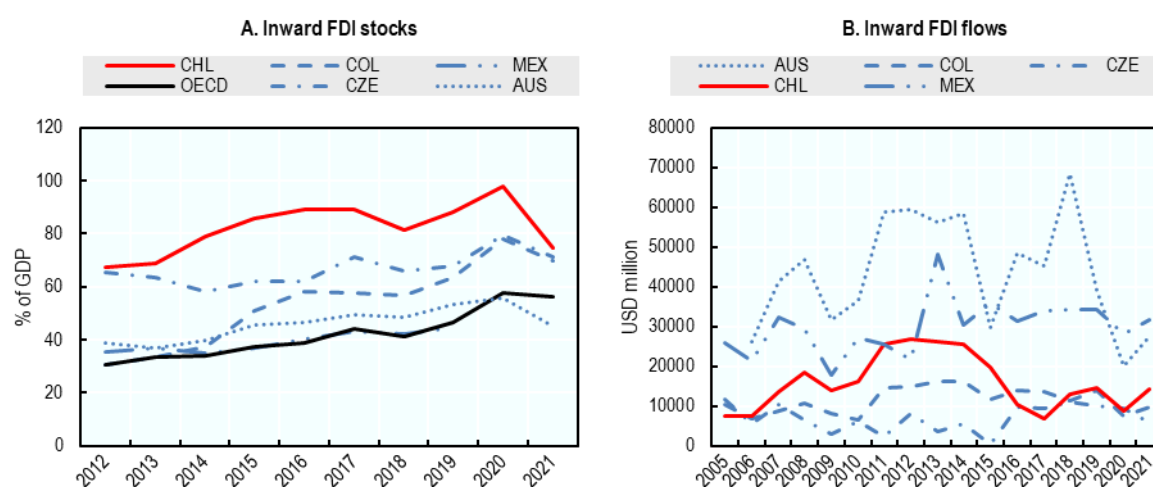 A. Inward FDI stocks
CHL COL MEX
OECD CZE AUS
120
100
80
60
40
20
0
% of GDP
2012 2013 2014 2015 2016 2017 2018 2019 2020 2021
B. Inward FDI flows
AUS COL CZE
CHL MEX
80000
70000
60000
50000
40000
30000
20000
10000
0
USD million
2005 2006 2007 2008 2009 2010 2011 2012 2013 2014 2015 2016 2017 2018 2019 2020 2021